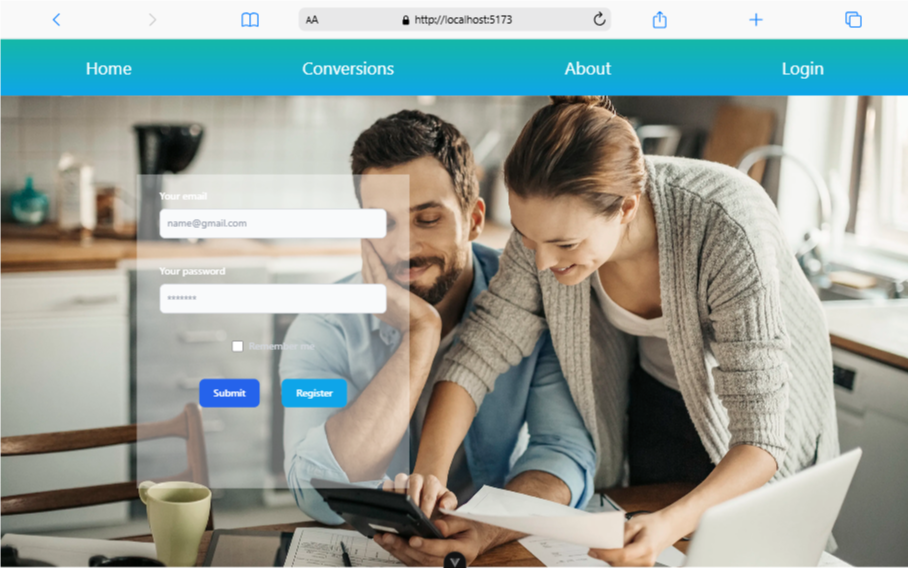 AA http://localhost:5173
Home Conversions About Login
Your email
name@gmail.com
Your password
*******
Remember me
Submit Register